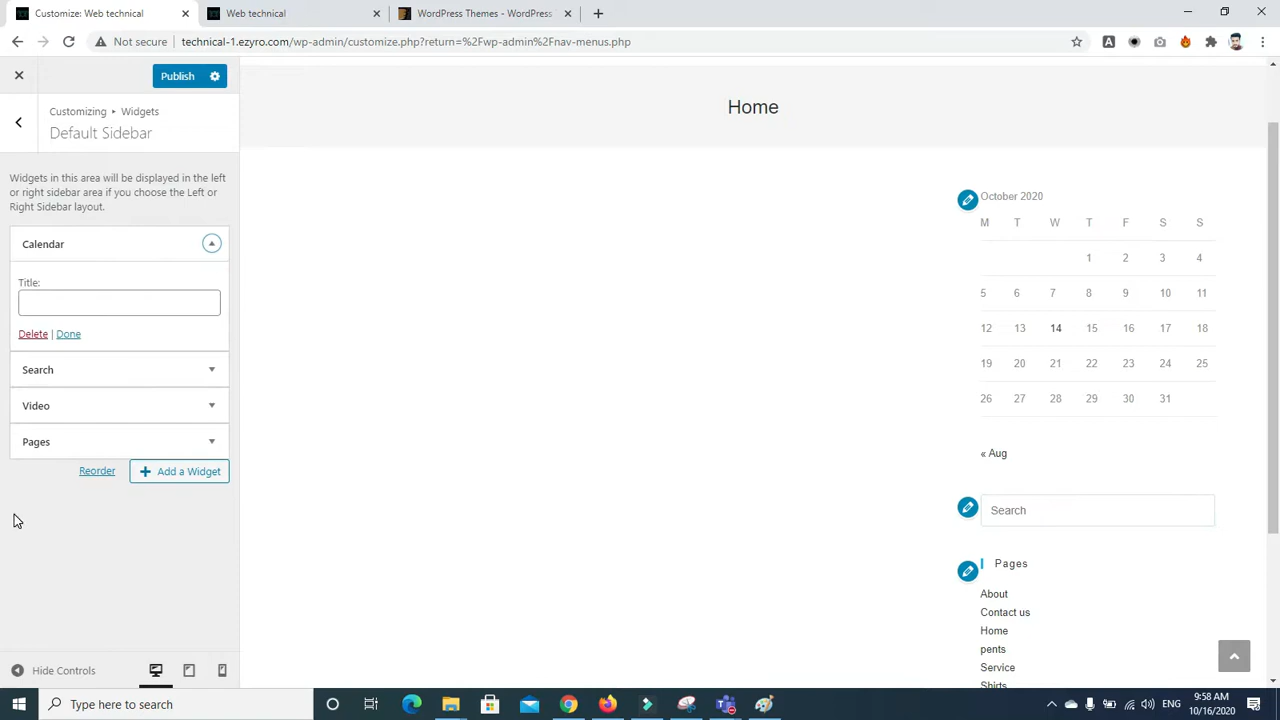 Customize: Web technical
Web technical
WordPress Themes - WordPress
Not secure
technical-1.ezyro.com/wp-admin/customize.php?return=%2Fwp-admin%2Fnav-menus.php
Publish
Customizing ▸ Widgets
Default Sidebar
Widgets in this area will be displayed in the left
or right sidebar area if you choose the Left or
Right Sidebar layout.
Calendar
Title:
Delete | Done
Search
Video
Pages
Reorder
Add a Widget
Hide Controls
Home
October 2020
M T W T F S S
1 2 3 4
5 6 7 8 9 10 11
12 13 14 15 16 17 18
19 20 21 22 23 24 25
26 27 28 29 30 31
« Aug
Search
Pages
About
Contact us
Home
pents
Service
Shirts
Type here to search
ENG
9:58 AM
10/16/2020